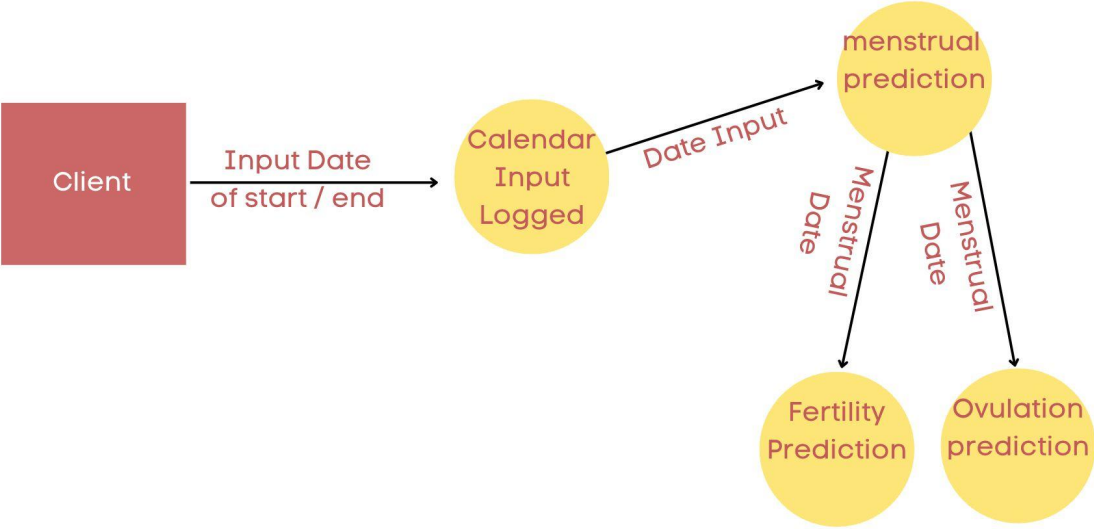 Client
Input Date
of start / end
Calendar
Input
Logged
Date Input
menstrual
prediction
Menstrual
Date
Menstrual
Date
Fertility
Prediction
Ovulation
prediction